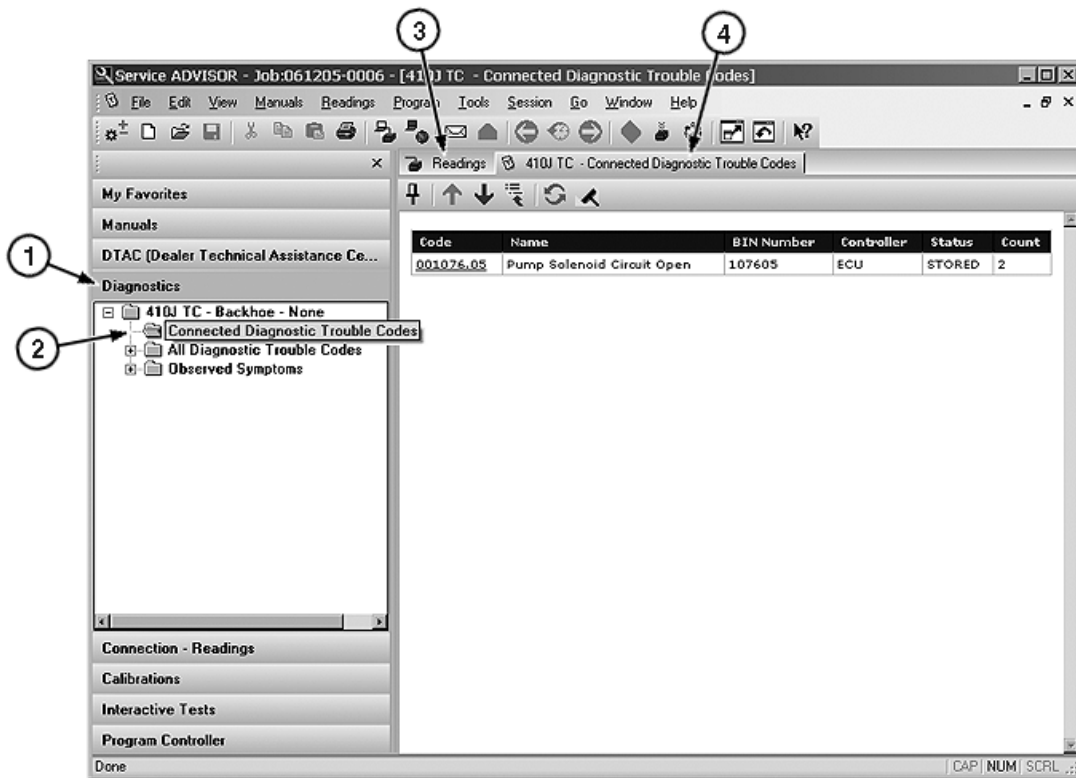 3
4
Service ADVISOR - Job:061205-0006 - [410J TC - Connected Diagnostic Trouble Codes]
File Edit View Manuals Readings Program Tools Session Go Window Help
Readings 410J TC - Connected Diagnostic Trouble Codes
My Favorites
Manuals
DTAC (Dealer Technical Assistance Ce...
1
Diagnostics
410J TC - Backhoe - None
2
Connected Diagnostic Trouble Codes
All Diagnostic Trouble Codes
Observed Symptoms
Code Name BIN Number Controller Status Count
001076.05 Pump Solenoid Circuit Open 107605 ECU STORED 2
Connection - Readings
Calibrations
Interactive Tests
Program Controller
Done CAP NUM SCRL